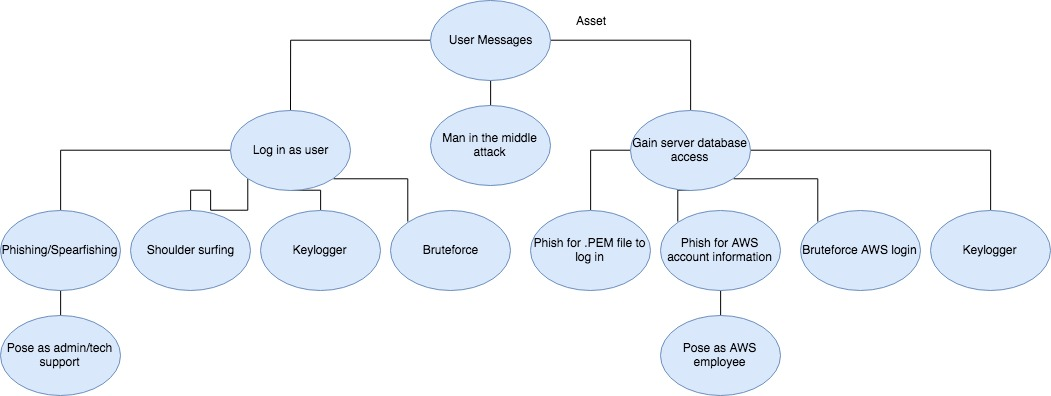 Asset
User Messages
Man in the middle
attack
Log in as user
Gain server database
access
Phishing/Spearfishing
Shoulder surfing
Keylogger
Bruteforce
Phish for .PEM file to
log in
Phish for AWS
account information
Bruteforce AWS login
Keylogger
Pose as admin/tech
support
Pose as AWS
employee